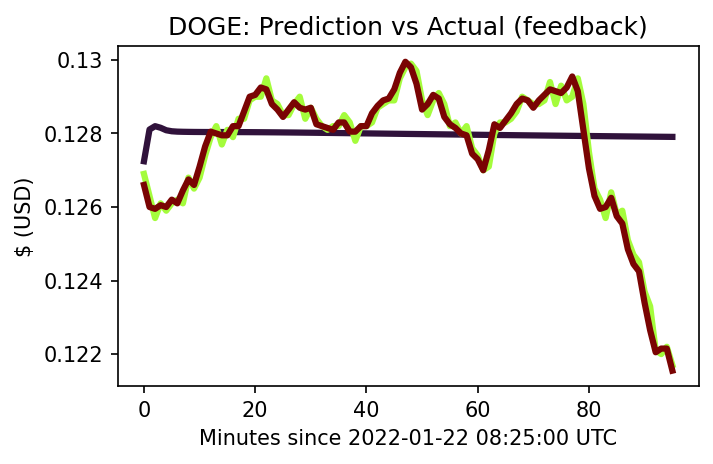 DOGE: Prediction vs Actual (feedback)
0.13
0.128
0.126
0.124
0.122
$ (USD)
0 20 40 60 80
Minutes since 2022-01-22 08:25:00 UTC